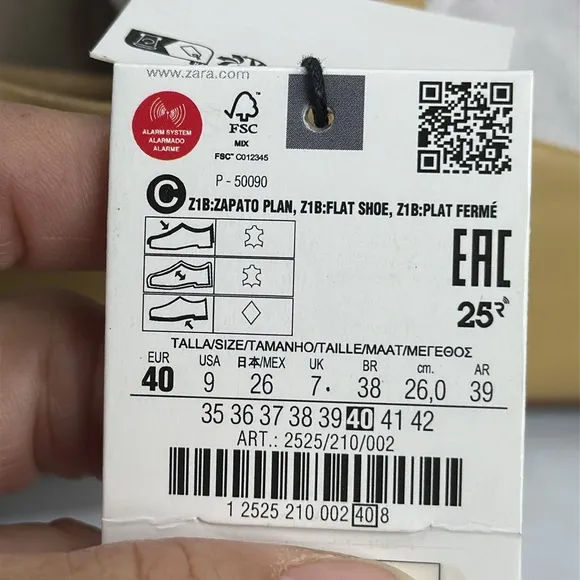 www.zara.com
ALARM SYSTEM
ALARMADO
ALARME
FSC
MIX
FSC™ C012345
P - 50090
C Z1B:ZAPATO PLAN, Z1B:FLAT SHOE, Z1B:PLAT FERMÉ
EAC
25R
TALLA/SIZE/TAMANHO/TAILLE/MAAT/ΜΕΓΕΘΟΣ
EUR USA 日本/MEX UK BR cm. AR
40 9 26 7. 38 26,0 39
35 36 37 38 39 40 41 42
ART.: 2525/210/002
1 2525 210 002 40 8